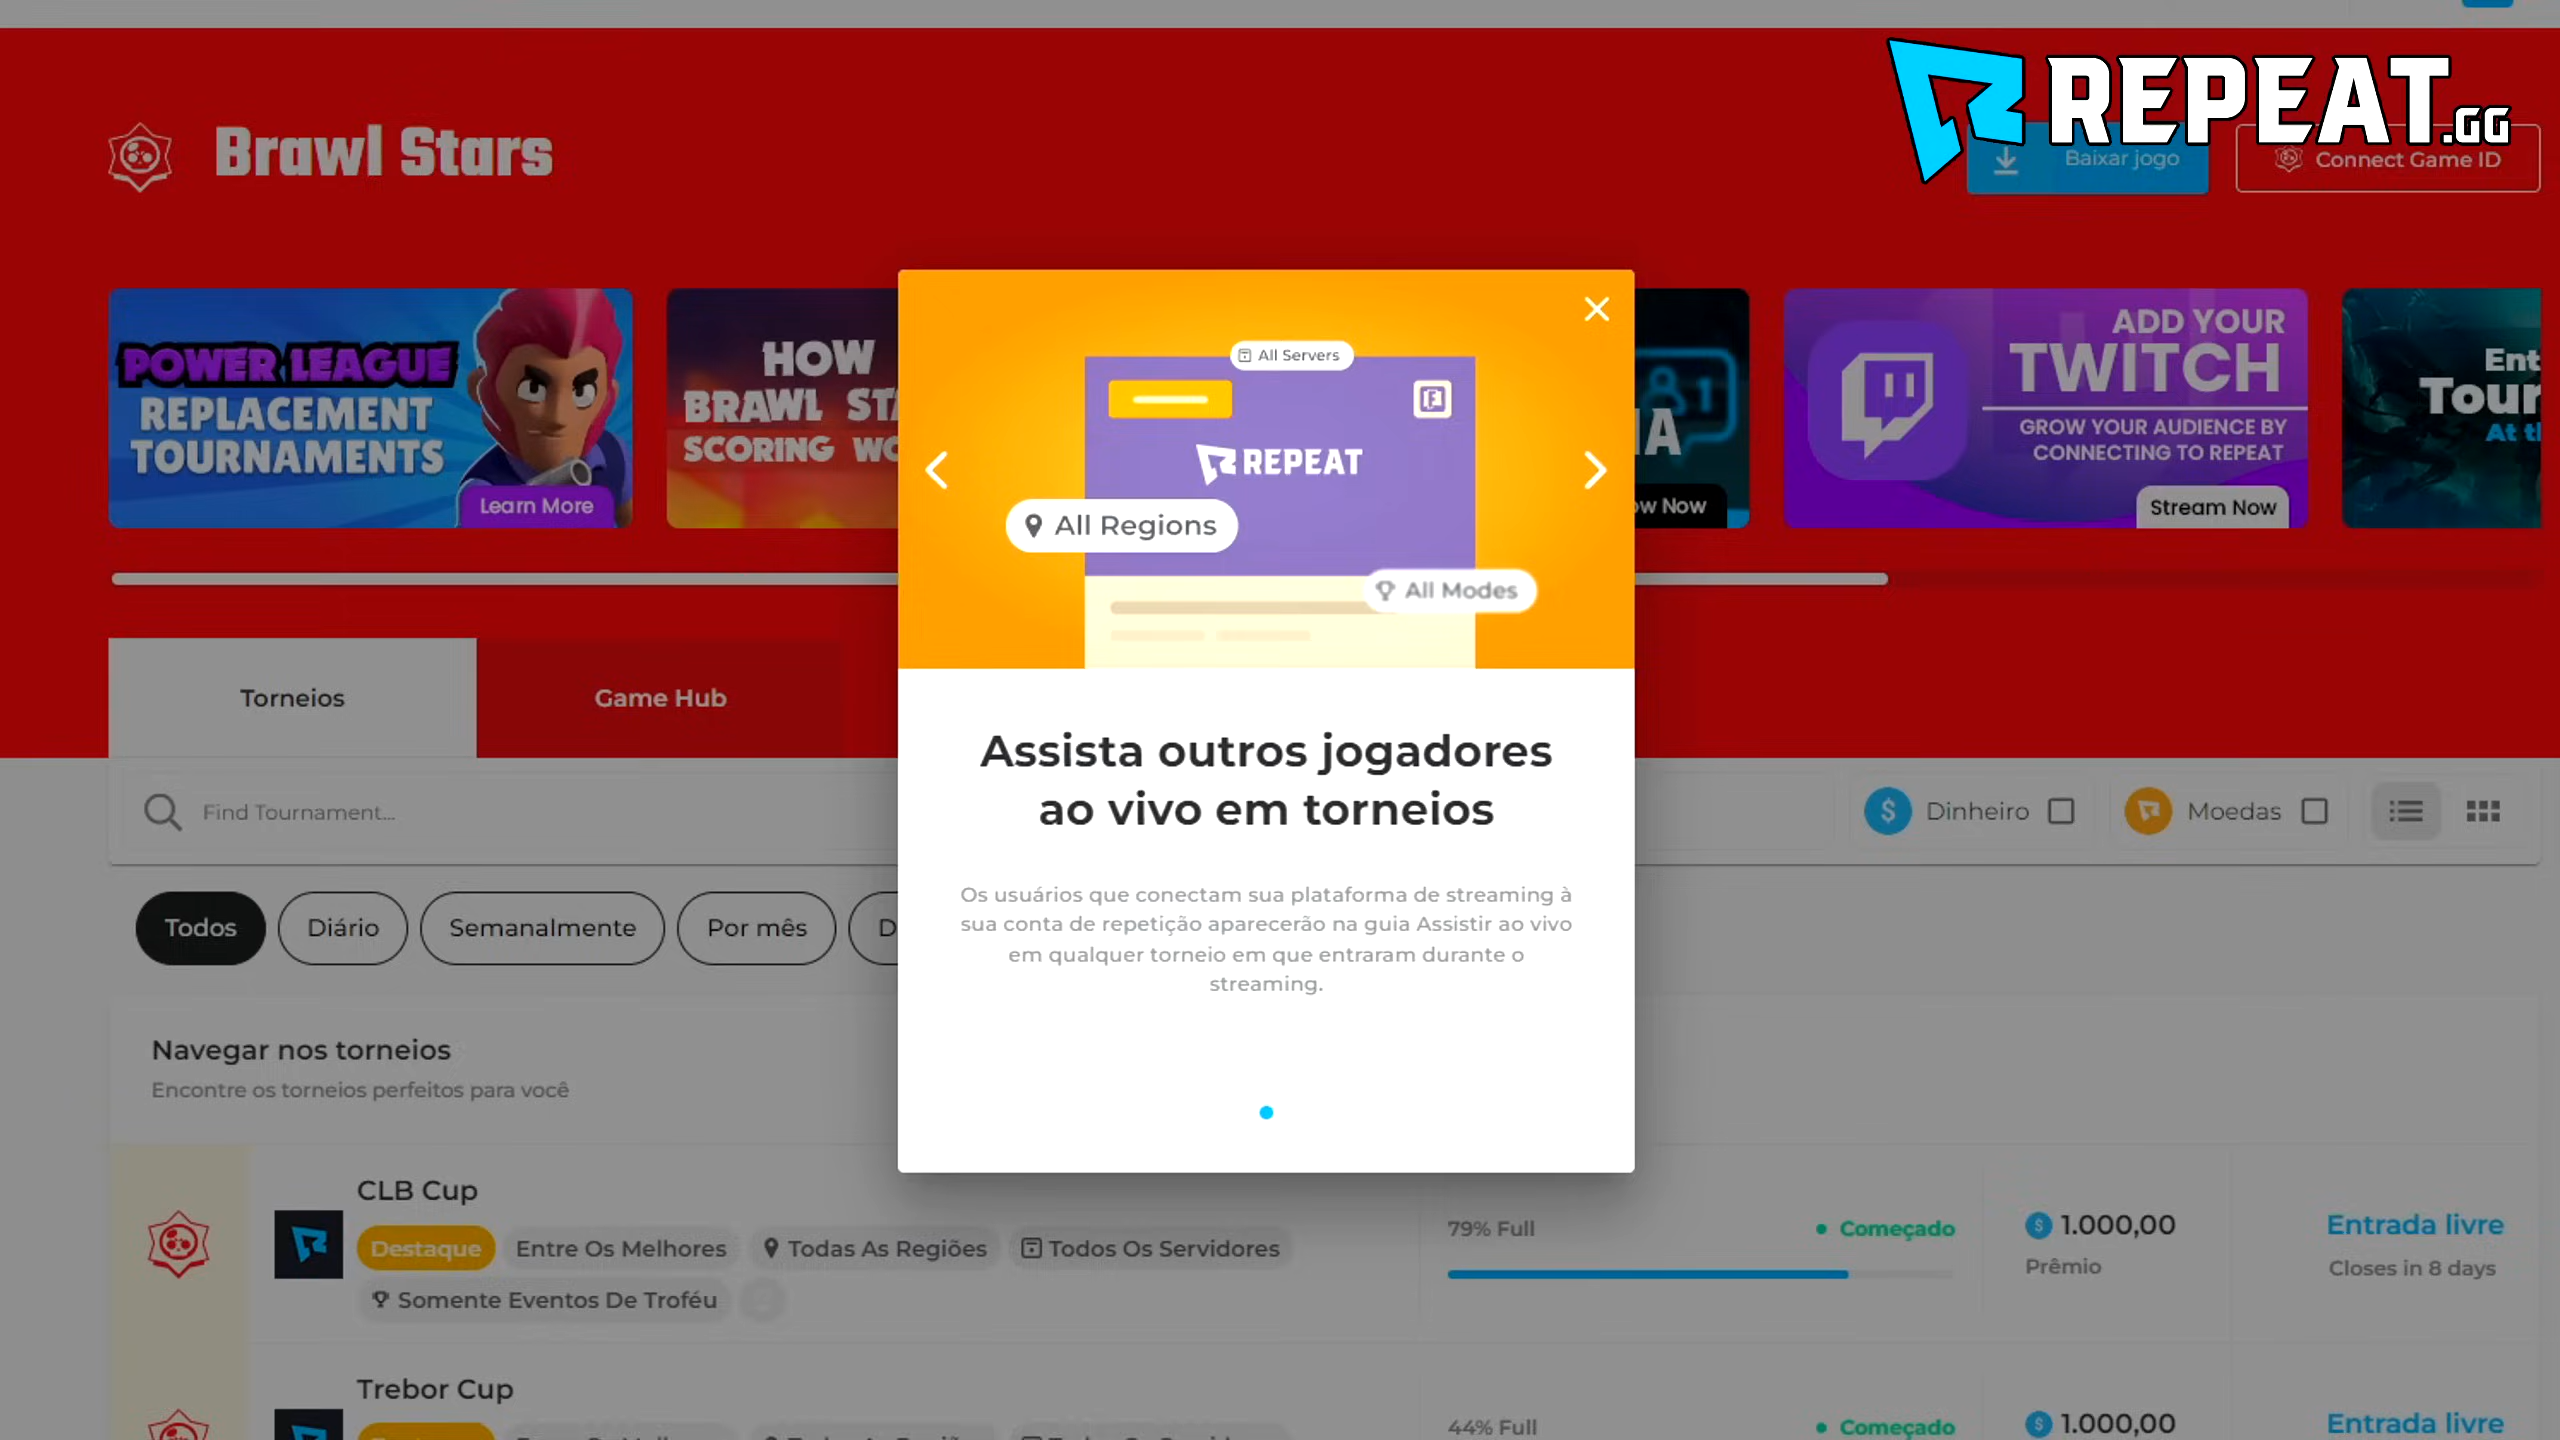 REPEAT.GG
Brawl Stars
Baixar jogo
Connect Game ID
POWER LEAGUE
REPLACEMENT
TOURNAMENTS
Learn More
HOW
BRAWL
SCORING
ADD YOUR
TWITCH
GROW YOUR AUDIENCE BY
CONNECTING TO REPEAT
Stream Now
At
All Servers
REPEAT
All Regions
All Modes
Assista outros jogadores
ao vivo em torneios
Os usuários que conectam sua plataforma de streaming à
sua conta de repetição aparecerão na guia Assistir ao vivo
em qualquer torneio em que entraram durante o
streaming.
Torneios
Game Hub
Find Tournament...
Dinheiro
Moedas
Todos
Diário
Semanalmente
Por mês
Navegar nos torneios
Encontre os torneios perfeitos para você
CLB Cup
Destaque
Entre Os Melhores
Todas As Regiões
Todos Os Servidores
Somente Eventos De Troféu
79% Full
Começado
1.000,00
Prêmio
Entrada livre
Closes in 8 days
Trebor Cup
44% Full
Começado
1.000,00
Entrada livre